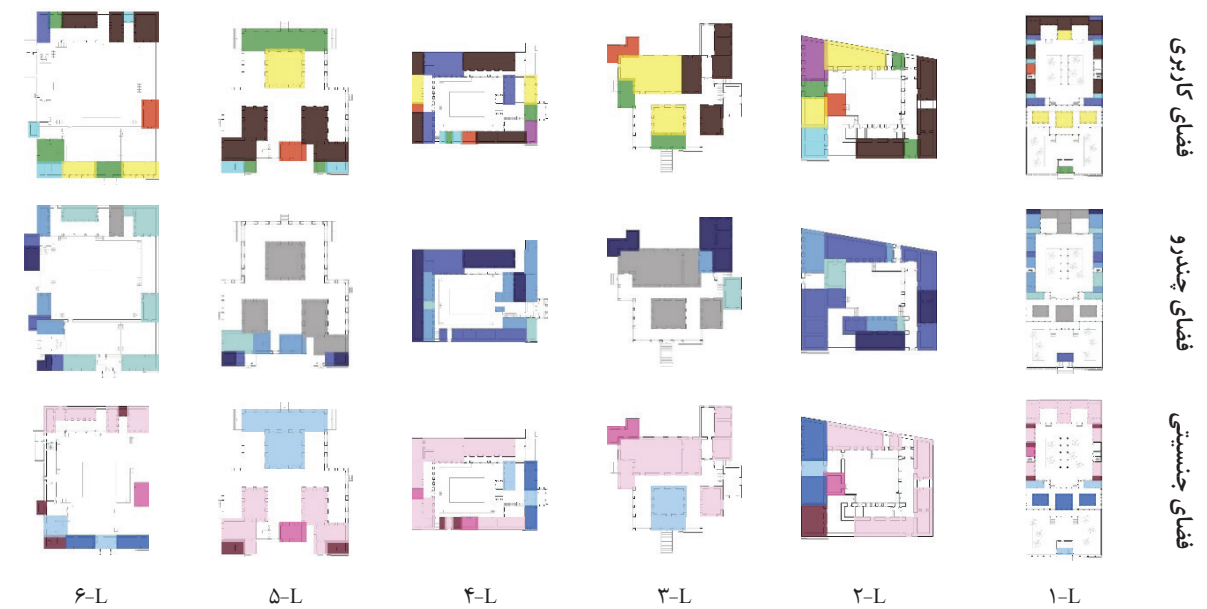 فضای کاربری
فضای چندرو
فضای جنسیتی
۱-L
۲-L
۳-L
۴-L
۵-L
۶-L